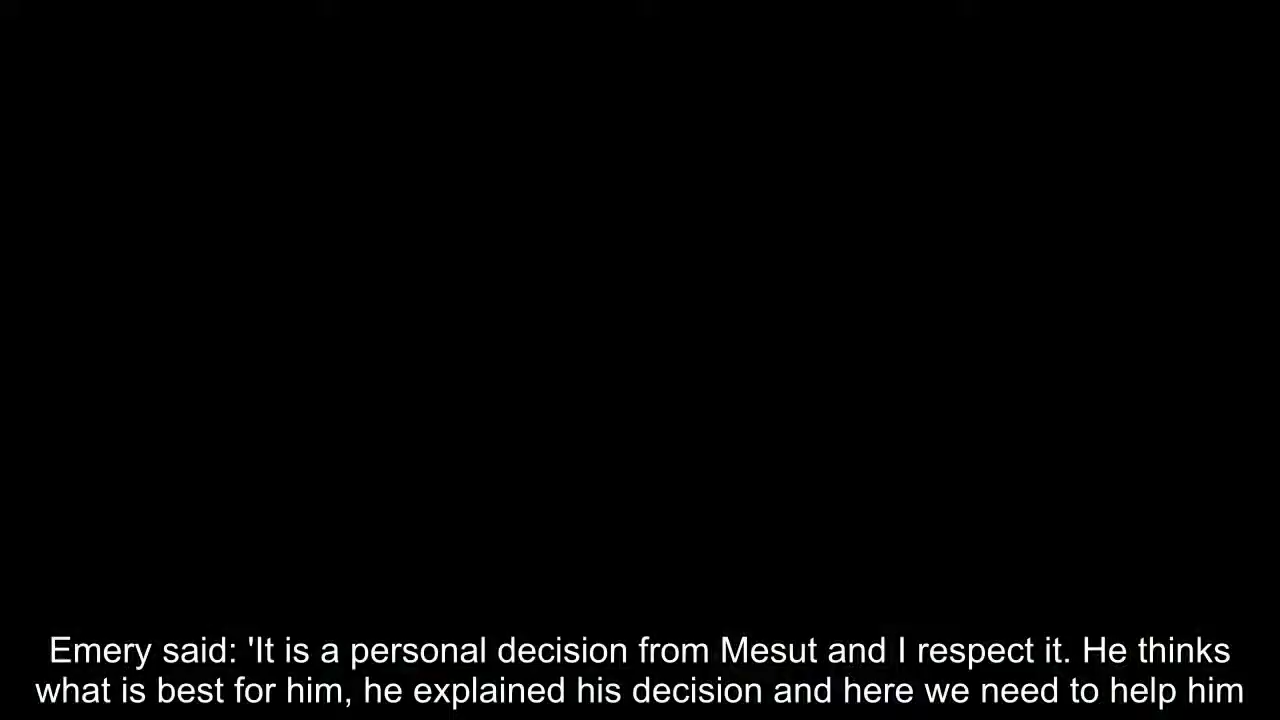 Emery said: 'It is a personal decision from Mesut and I respect it. He thinks
what is best for him, he explained his decision and here we need to help him